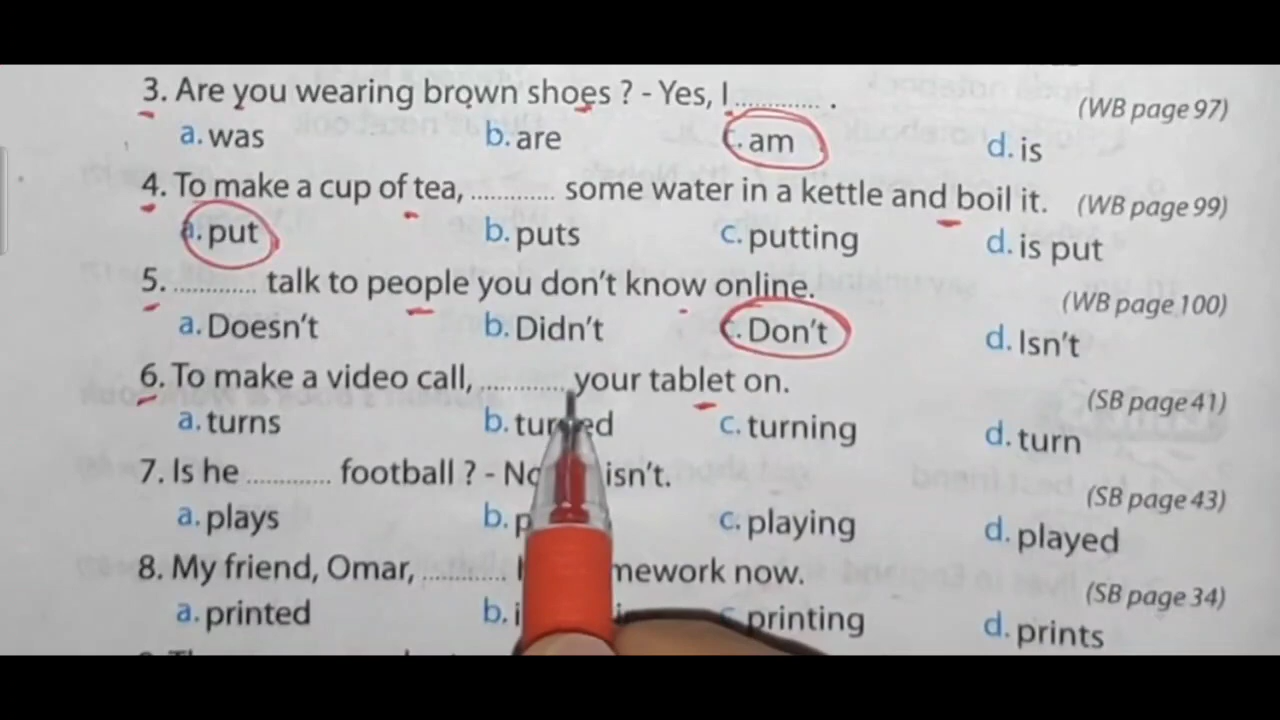 3. Are you wearing brown shoes ? - Yes, I ............ . (WB page 97)
a. was b. are c. am d. is
4. To make a cup of tea, ............ some water in a kettle and boil it. (WB page 99)
a. put b. puts c. putting d. is put
5. ............ talk to people you don't know online. (WB page 100)
a. Doesn't b. Didn't c. Don't d. Isn't
6. To make a video call, ............ your tablet on. (SB page 41)
a. turns b. turned c. turning d. turn
7. Is he ............ football ? - No isn't. (SB page 43)
a. plays b. c. playing d. played
8. My friend, Omar, ............ now. (SB page 34)
a. printed b. c. printing d. prints